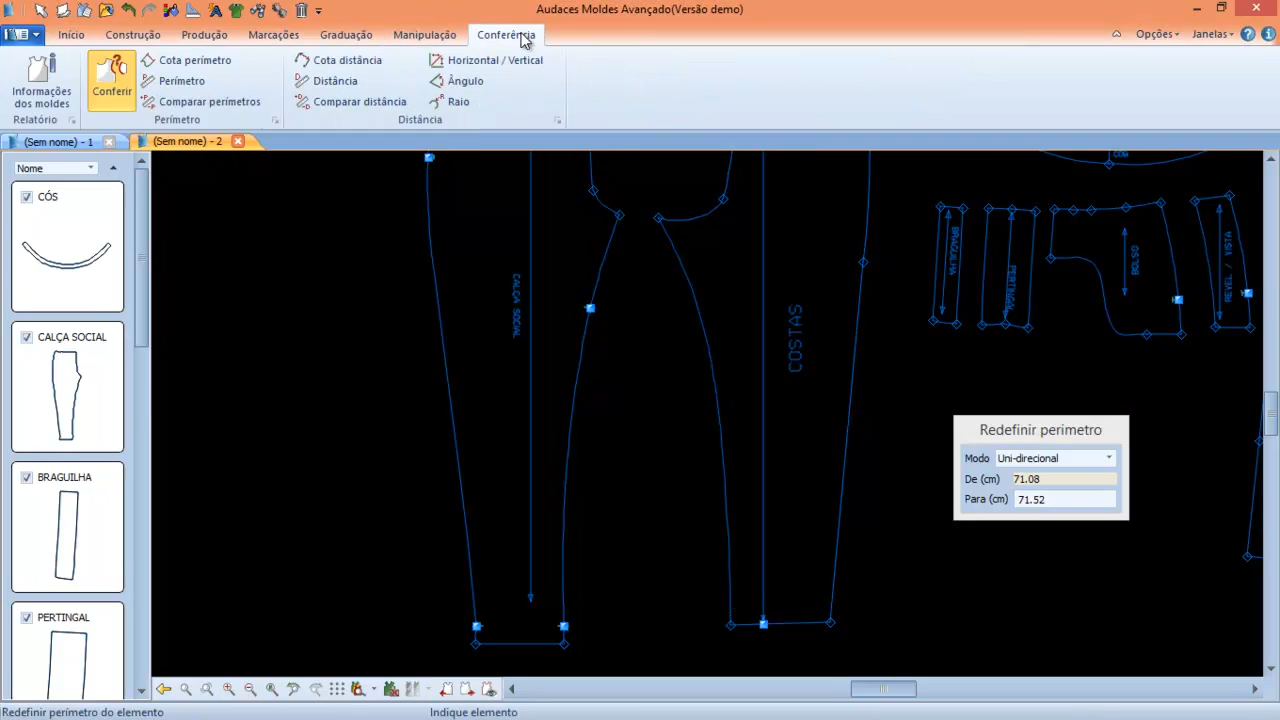 Audaces Moldes Avançado(Versão demo)
Início Construção Produção Marcações Graduação Manipulação Conferência Opções Janelas
Informações dos moldes
Relatório
Conferir
Cota perímetro
Perímetro
Comparar perímetros
Perímetro
Cota distância
Distância
Comparar distância
Horizontal / Vertical
Ângulo
Raio
Distância
(Sem nome) - 1
(Sem nome) - 2
Nome
CÓS
CALÇA SOCIAL
BRAGUILHA
PERTINGAL
CALÇA SOCIAL
COSTAS
BRAGUILHA
PERTINGAL
BOLSO
REVEL / VISTA
Redefinir perimetro
Modo Uni-direcional
De (cm) 71.08
Para (cm) 71.52
Redefinir perímetro do elemento
Indique elemento